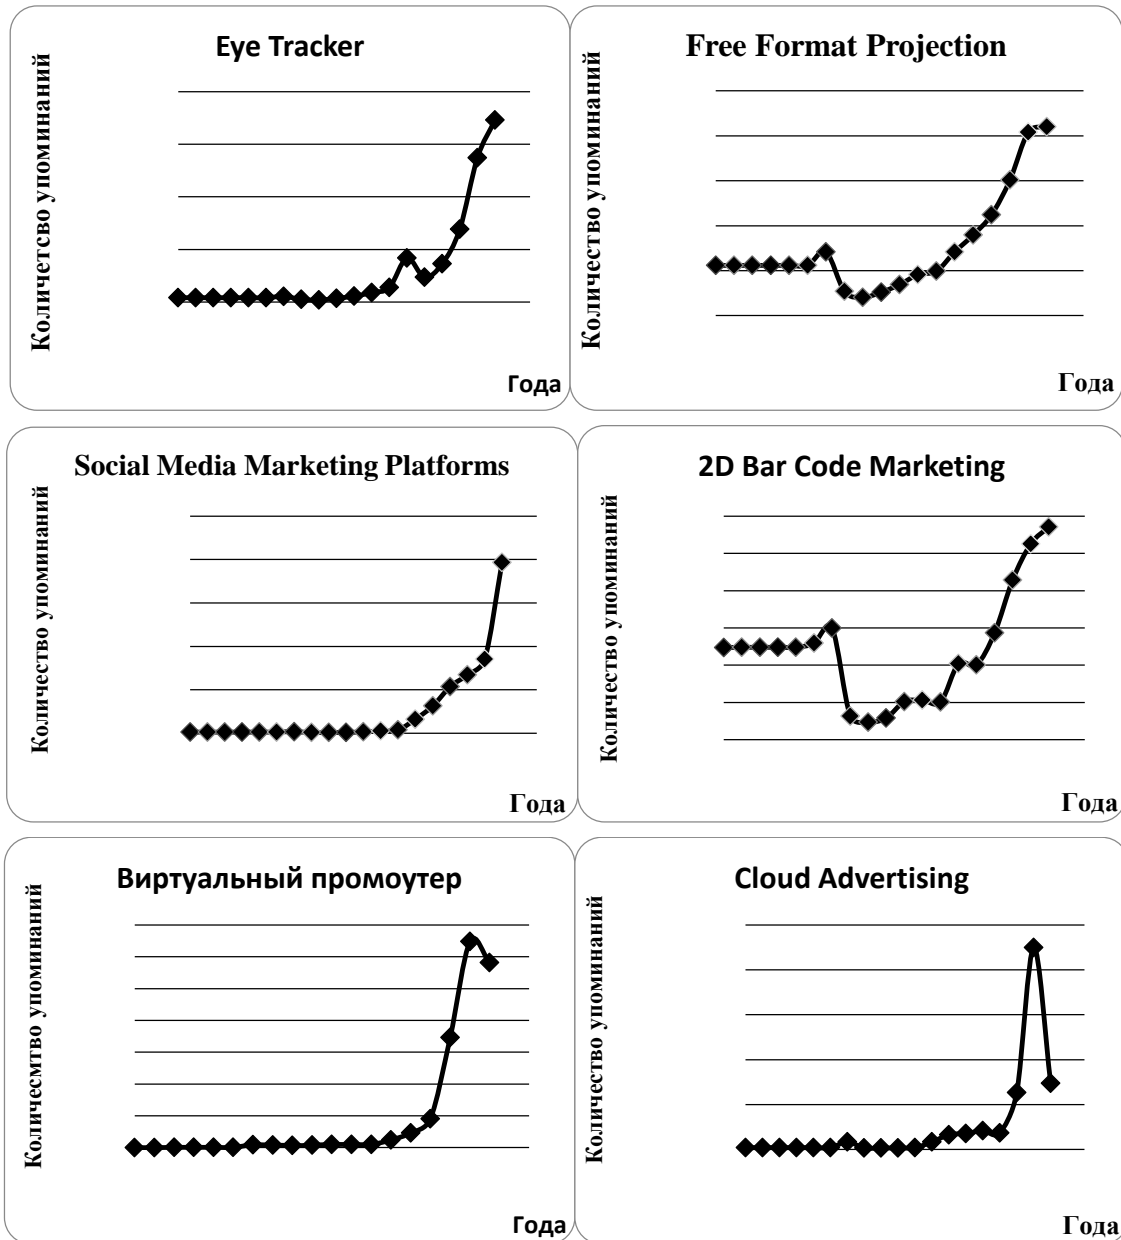 Eye Tracker
Количетсво упоминаний
Года
Free Format Projection
Количество упоминаний
Года
Social Media Marketing Platforms
Количество упоминаний
Года
2D Bar Code Marketing
Количество упоминаний
Года
Виртуальный промоутер
Количесмтво упоминаний
Года
Cloud Advertising
Количество упоминаний
Года